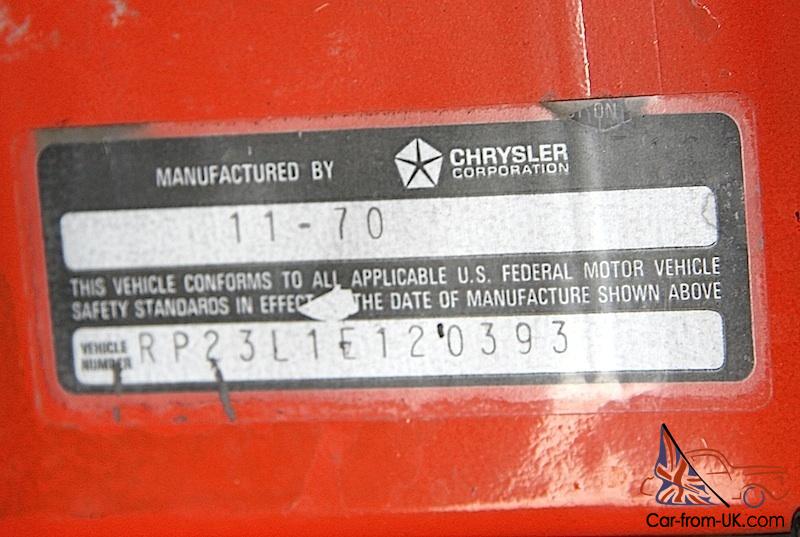 ON
MANUFACTURED BY
CHRYSLER
CORPORATION
11-70
THIS VEHICLE CONFORMS TO ALL APPLICABLE U.S. FEDERAL MOTOR VEHICLE
SAFETY STANDARDS IN EFFECT THE DATE OF MANUFACTURE SHOWN ABOVE
VEHICLE
NUMBER
RP23L1E120393
Car-from-UK.com